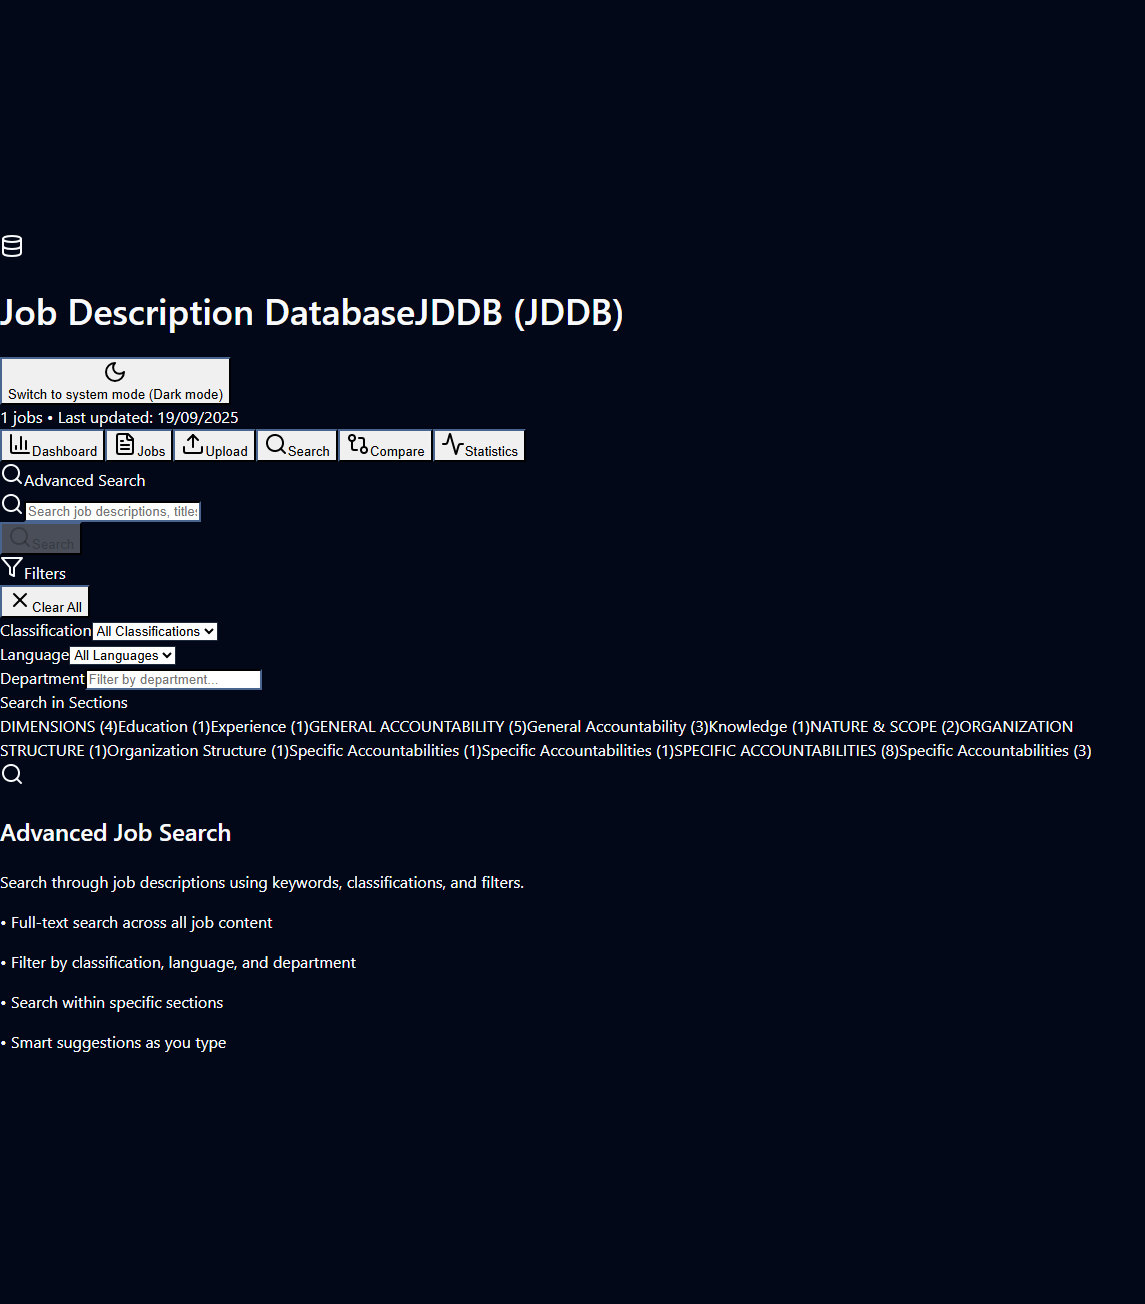 Job Description DatabaseJDDB (JDDB)
Switch to system mode (Dark mode)
1 jobs • Last updated: 19/09/2025
Dashboard Jobs Upload Search Compare Statistics
Advanced Search
Search job descriptions, titles
Search
Filters
Clear All
Classification All Classifications
Language All Languages
Department Filter by department...
Search in Sections
DIMENSIONS (4)Education (1)Experience (1)GENERAL ACCOUNTABILITY (5)General Accountability (3)Knowledge (1)NATURE & SCOPE (2)ORGANIZATION
STRUCTURE (1)Organization Structure (1)Specific Accountabilities (1)Specific Accountabilities (1)SPECIFIC ACCOUNTABILITIES (8)Specific Accountabilities (3)
Advanced Job Search
Search through job descriptions using keywords, classifications, and filters.
• Full-text search across all job content
• Filter by classification, language, and department
• Search within specific sections
• Smart suggestions as you type